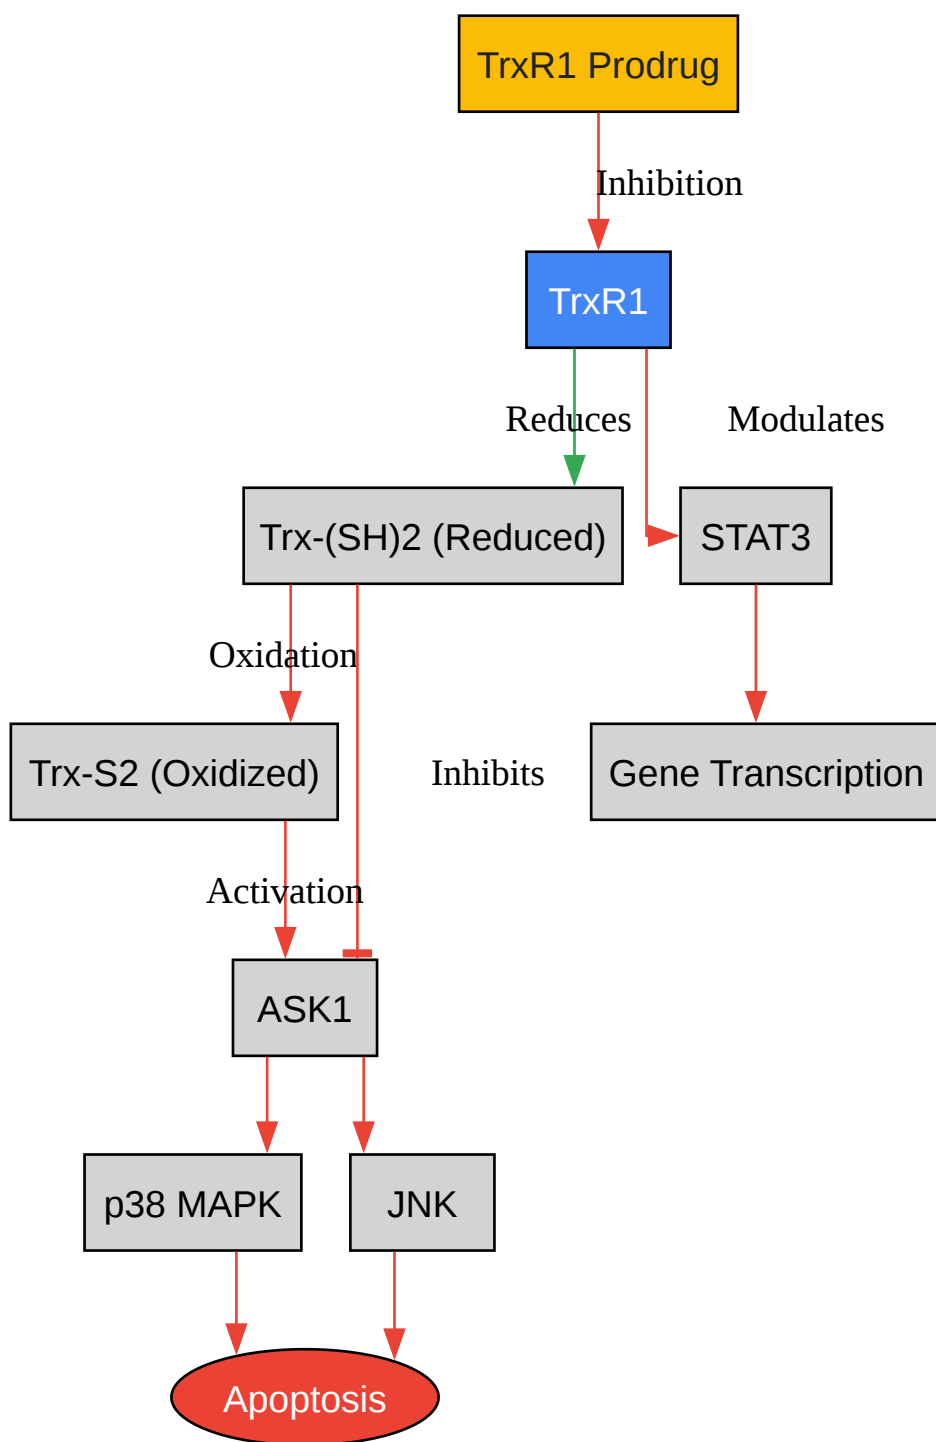 TrxR1 Prodrug
Inhibition
TrxR1
Reduces
Modulates
Trx-(SH)2 (Reduced)
STAT3
Oxidation
Trx-S2 (Oxidized)
Inhibits
Gene Transcription
Activation
ASK1
p38 MAPK
JNK
Apoptosis